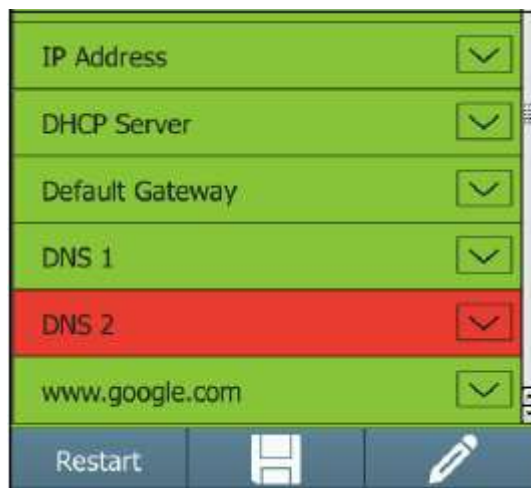 IP Address
DHCP Server
Default Gateway
DNS 1
DNS 2
www.google.com
Restart